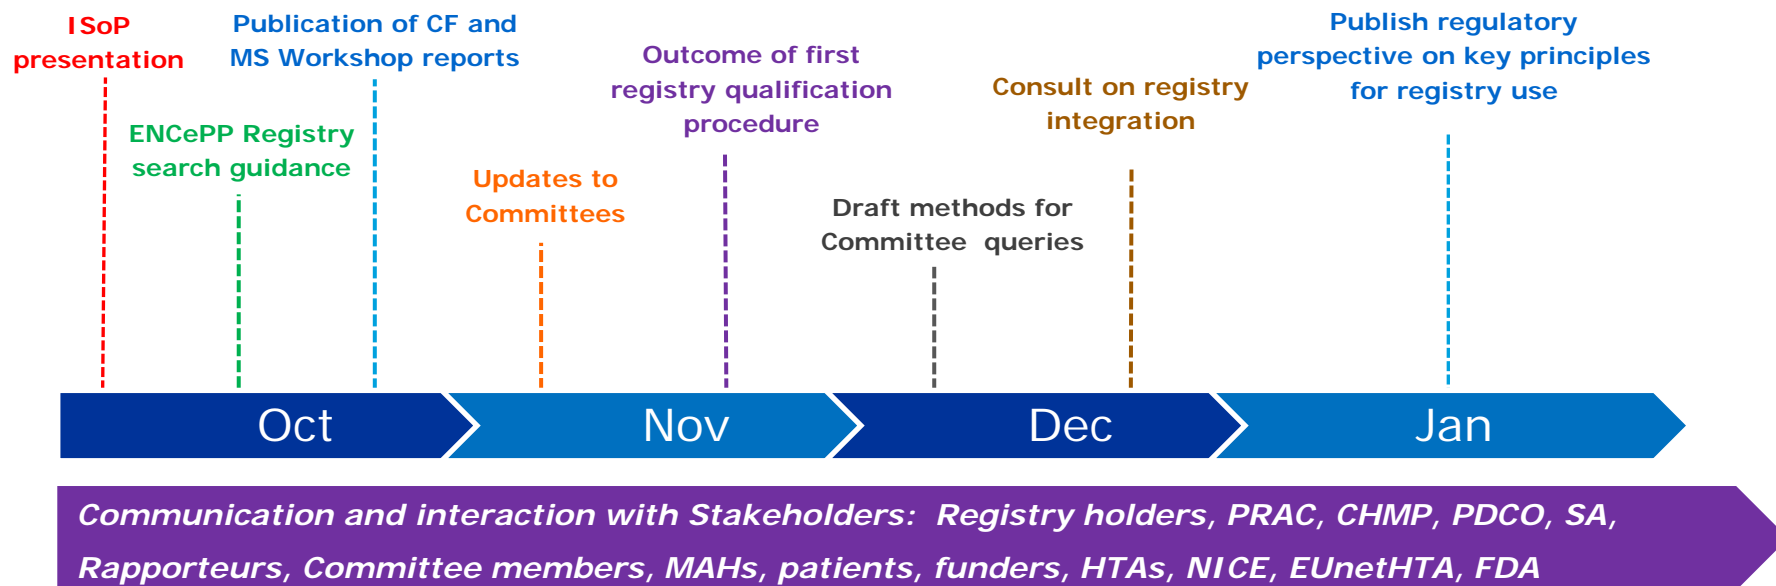 ISoP
presentation
ENCePP Registry
search guidance
Publication of CF and
MS Workshop reports
Updates to
Committees
Outcome of first
registry qualification
procedure
Draft methods for
Committee  queries
Consult on registry
integration
Publish regulatory
perspective on key principles
for registry use
Oct
Nov
Dec
Jan
Communication and interaction with Stakeholders:  Registry holders, PRAC, CHMP, PDCO, SA,
Rapporteurs, Committee members, MAHs, patients, funders, HTAs, NICE, EUnetHTA, FDA